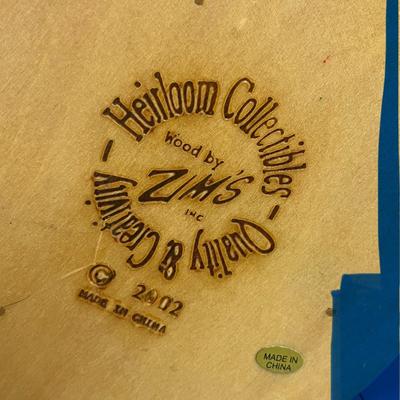 Heirloom Collectibles -
Quality & Creativity -
Wood by
ZIM'S
INC
© 2002
MADE IN CHINA
MADE IN
CHINA